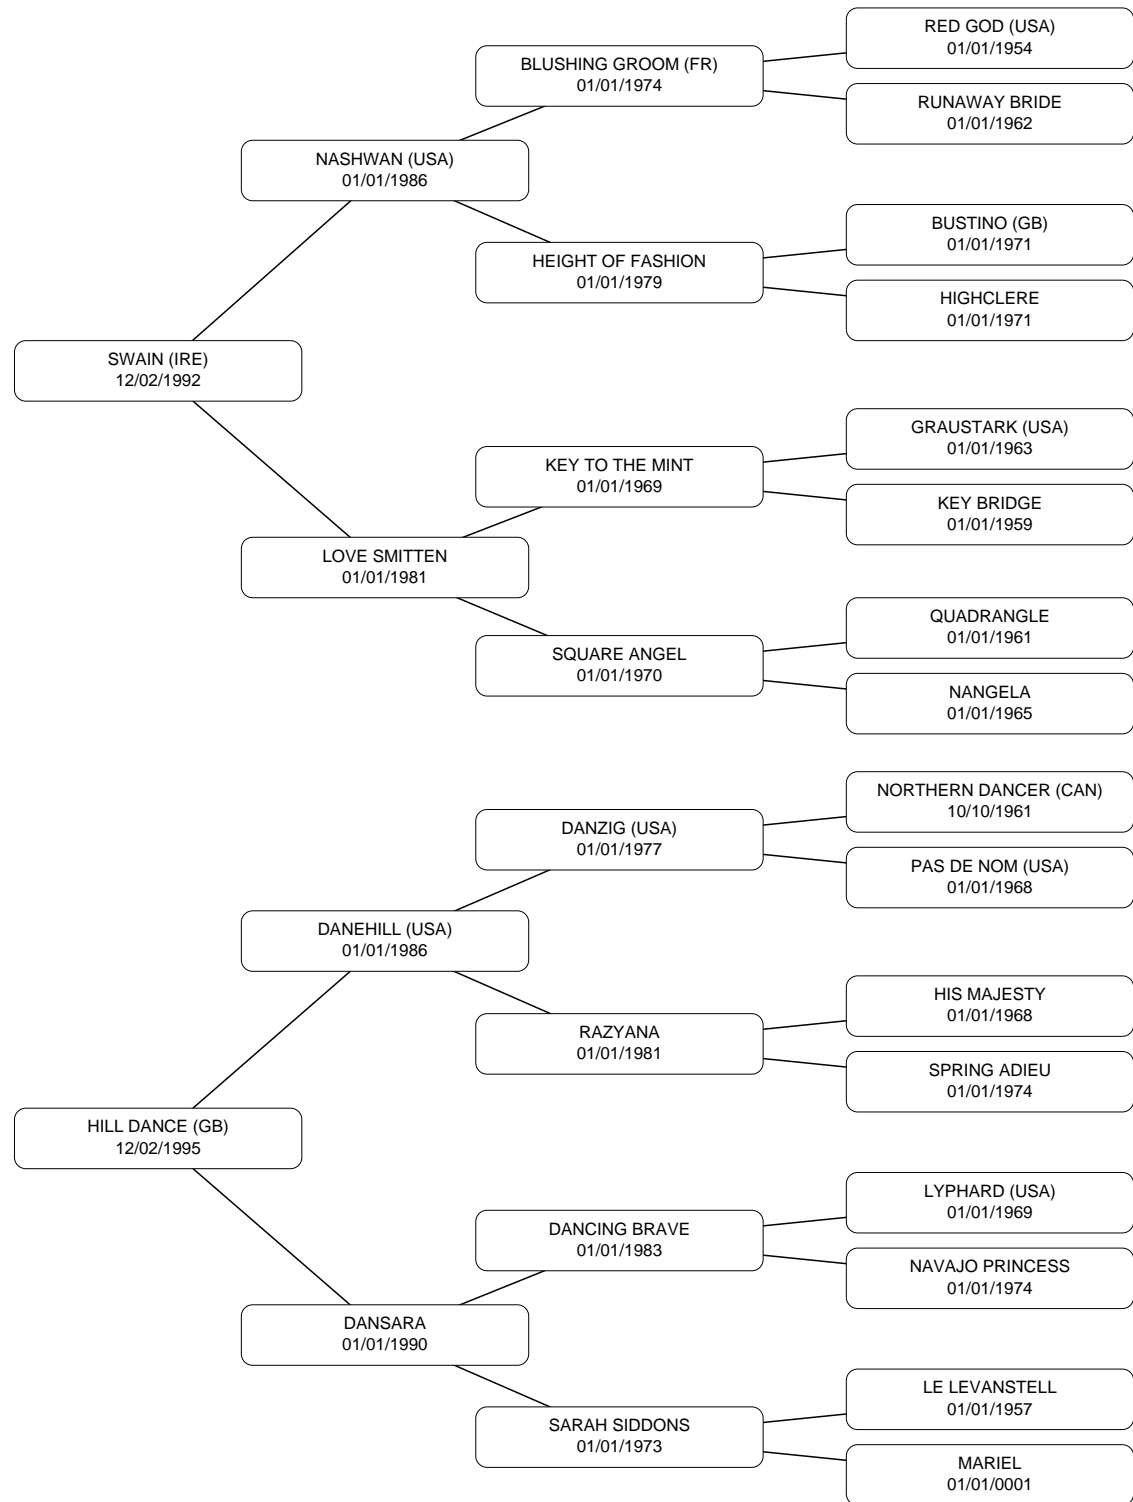 RED GOD (USA)
01/01/1954
BLUSHING GROOM (FR)
01/01/1974
RUNAWAY BRIDE
01/01/1962
NASHWAN (USA)
01/01/1986
BUSTINO (GB)
01/01/1971
HEIGHT OF FASHION
01/01/1979
HIGHCLERE
01/01/1971
SWAIN (IRE)
12/02/1992
GRAUSTARK (USA)
01/01/1963
KEY TO THE MINT
01/01/1969
KEY BRIDGE
01/01/1959
LOVE SMITTEN
01/01/1981
QUADRANGLE
01/01/1961
SQUARE ANGEL
01/01/1970
NANGELA
01/01/1965
NORTHERN DANCER (CAN)
10/10/1961
DANZIG (USA)
01/01/1977
PAS DE NOM (USA)
01/01/1968
DANEHILL (USA)
01/01/1986
HIS MAJESTY
01/01/1968
RAZYANA
01/01/1981
SPRING ADIEU
01/01/1974
HILL DANCE (GB)
12/02/1995
LYPHARD (USA)
01/01/1969
DANCING BRAVE
01/01/1983
NAVAJO PRINCESS
01/01/1974
DANSARA
01/01/1990
LE LEVANSTELL
01/01/1957
SARAH SIDDONS
01/01/1973
MARIEL
01/01/0001